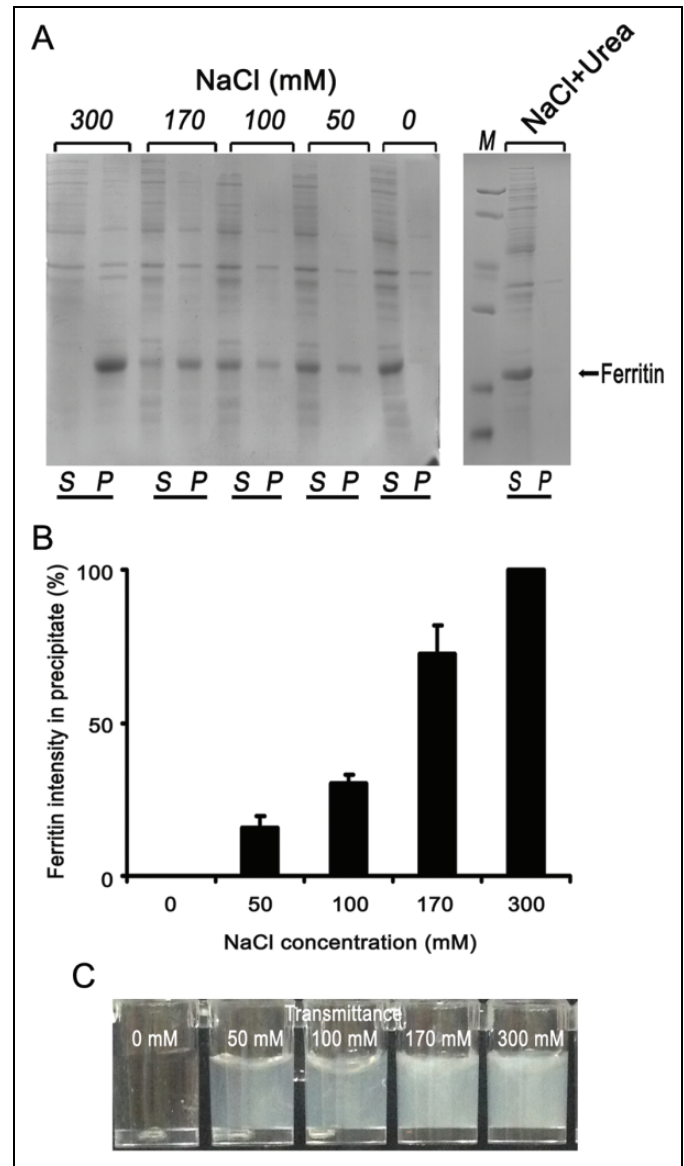 A
NaCl (mM)
300 170 100 50 0
M NaCl+Urea
←Ferritin
S P S P S P S P S P S P
B
Ferritin intensity in precipitate (%)
100
50
0
0 50 100 170 300
NaCl concentration (mM)
C
Transmittance
0 mM 50 mM 100 mM 170 mM 300 mM